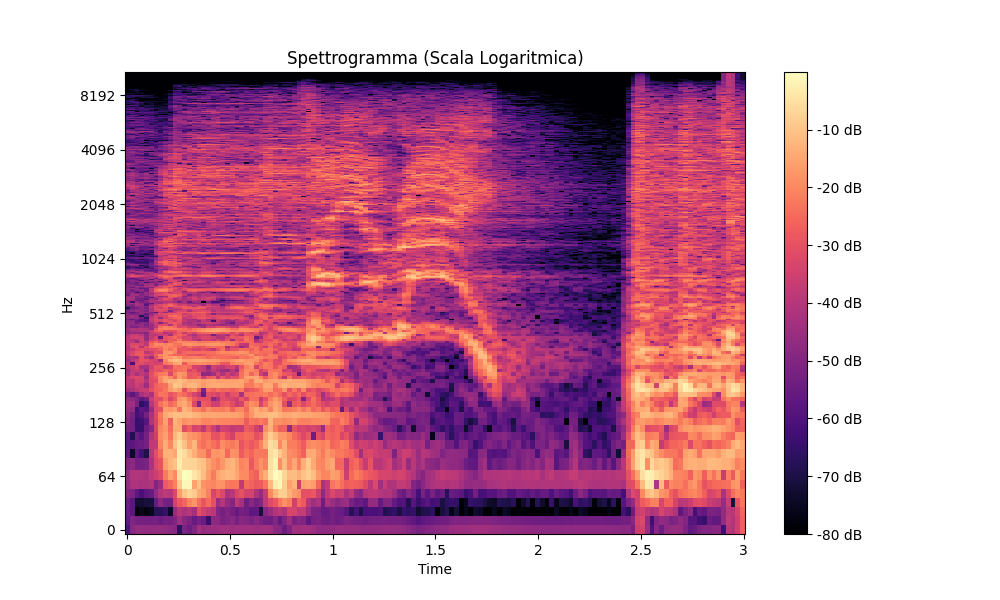 Spettrogramma (Scala Logaritmica)
Hz
8192
4096
2048
1024
512
256
128
64
0
0
0.5
1
1.5
2
2.5
3
Time
-10 dB
-20 dB
-30 dB
-40 dB
-50 dB
-60 dB
-70 dB
-80 dB